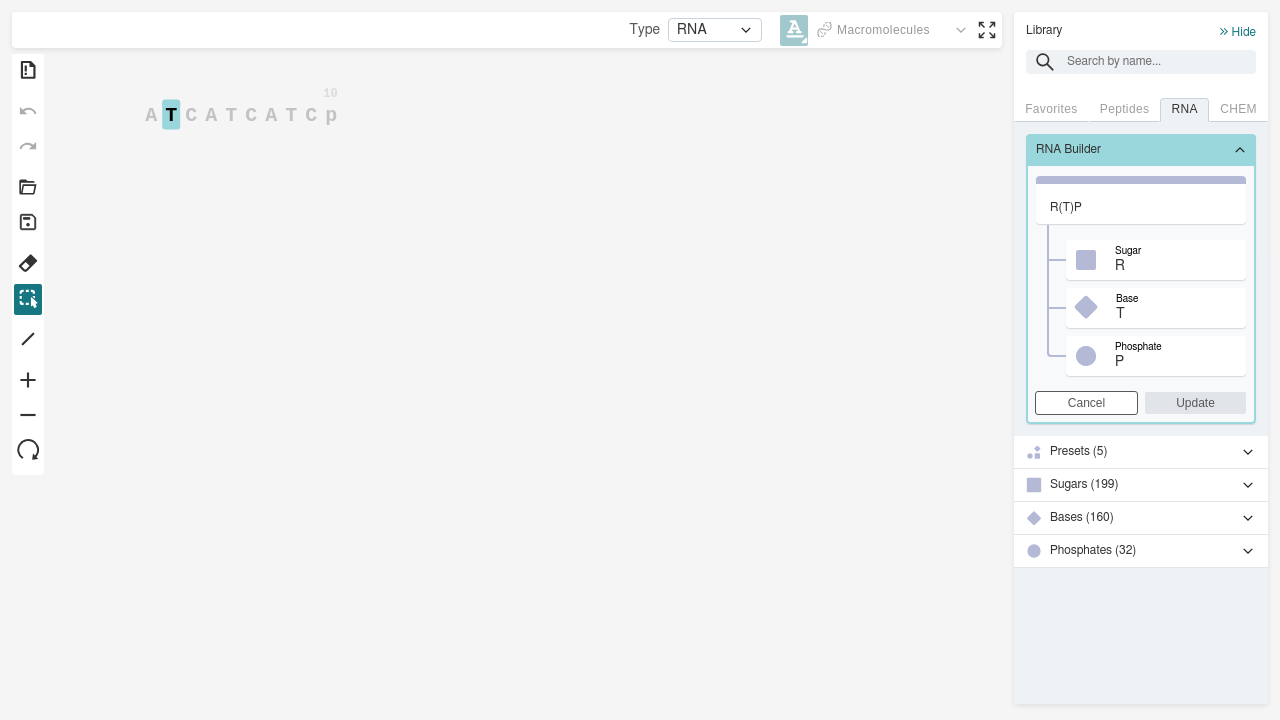 Type RNA
Macromolecules
10
A T C A T C A T C p
Library
Hide
Search by name...
Favorites Peptides RNA CHEM
RNA Builder
R(T)P
Sugar
R
Base
T
Phosphate
P
Cancel Update
Presets (5)
Sugars (199)
Bases (160)
Phosphates (32)